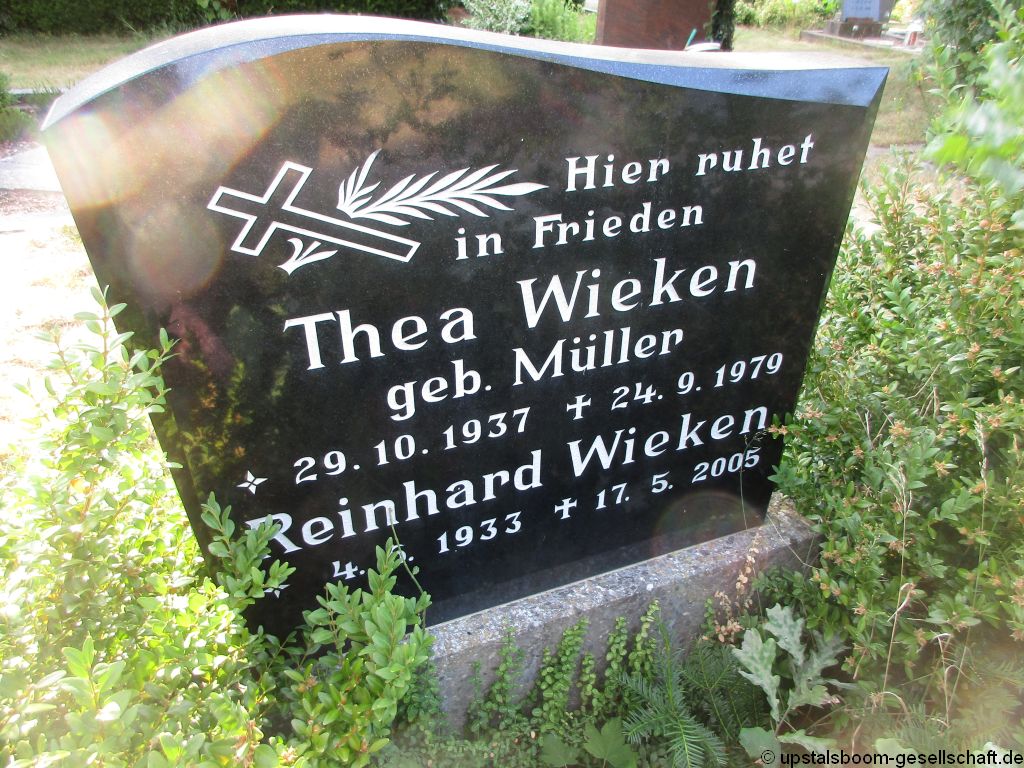 Hier ruhet
in Frieden
Thea Wieken
geb. Müller
29. 10. 1937 ✝ 24. 9. 1979
Reinhard Wieken
4. 1933 ✝ 17. 5. 2005
© upstalsboom-gesellschaft.de